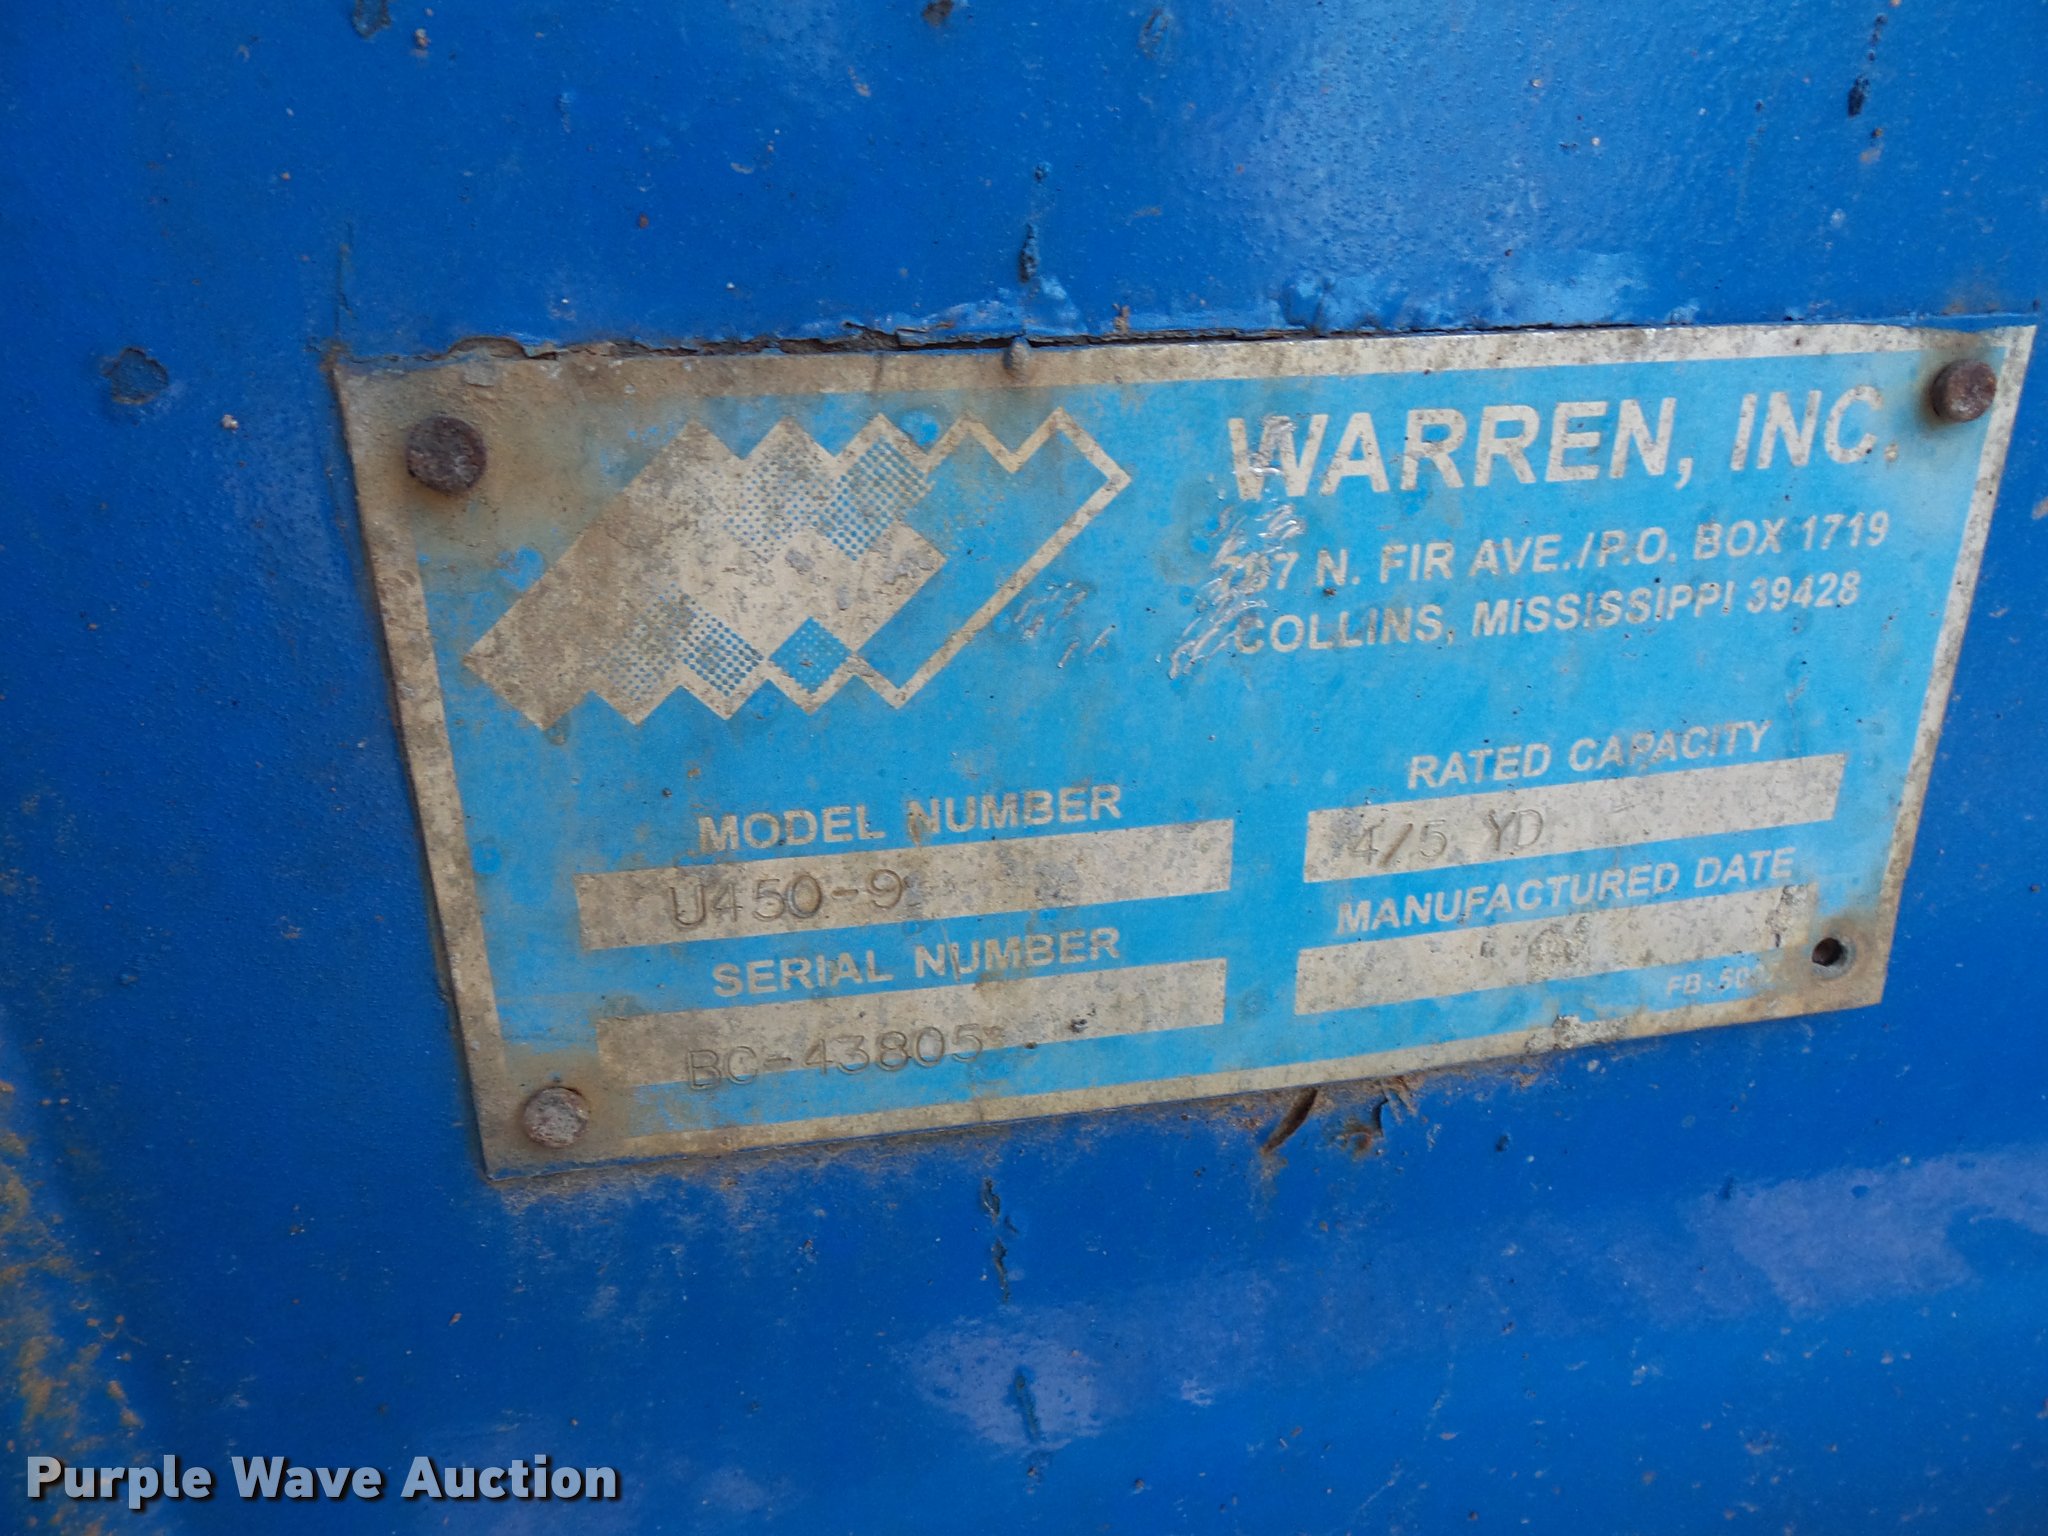 WARREN, INC.
N. FIR AVE./P.O. BOX 1719
COLLINS, MISSISSIPPI 39428
MODEL NUMBER
U450-9
SERIAL NUMBER
BC-43805
RATED CAPACITY
4/5 YD
MANUFACTURED DATE
Purple Wave Auction